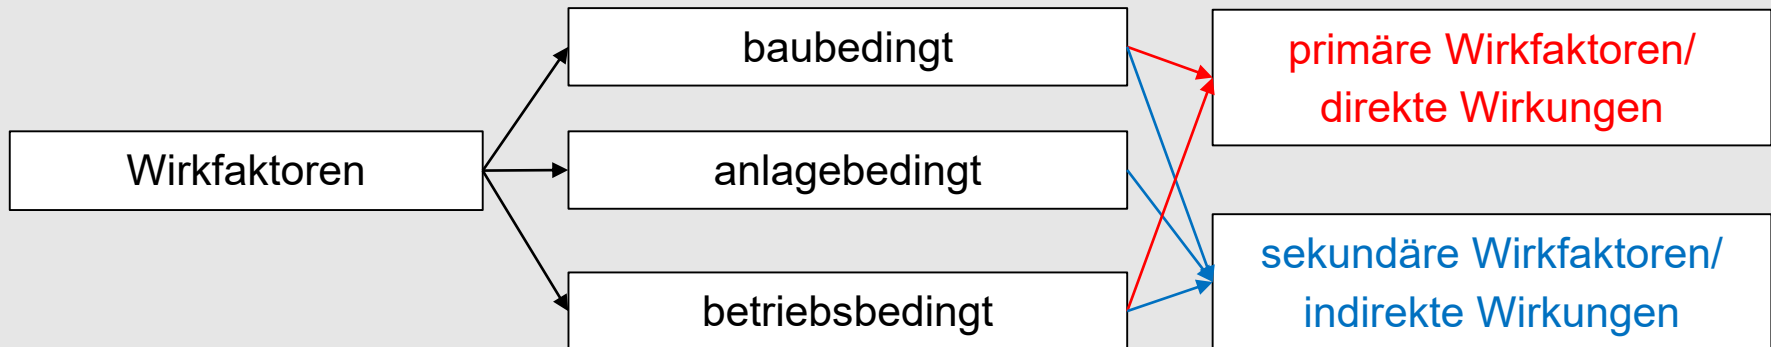 Wirkfaktoren
baubedingt
anlagebedingt
betriebsbedingt
primäre Wirkfaktoren/
direkte Wirkungen
sekundäre Wirkfaktoren/
indirekte Wirkungen